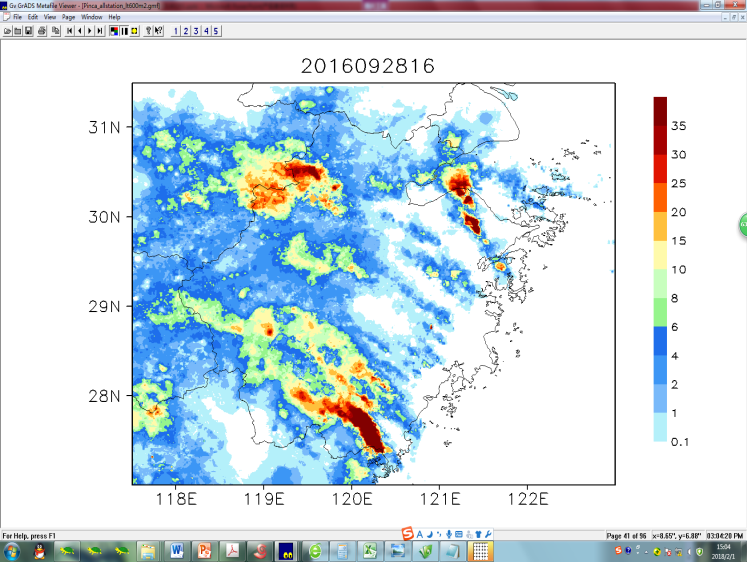 Gv GrADS Metafile Viewer - [Pinca_allstation_lt600m2.gmf]
File Edit View Page Window Help
1 2 3 4 5
2016092816
31N
30N
29N
28N
118E 119E 120E 121E 122E
35
30
25
20
15
10
8
6
4
2
1
0.1
For Help, press F1
Page 41 of 96 x=8.65", y=6.88" 03:04:20 PM
15:04
2018/2/1